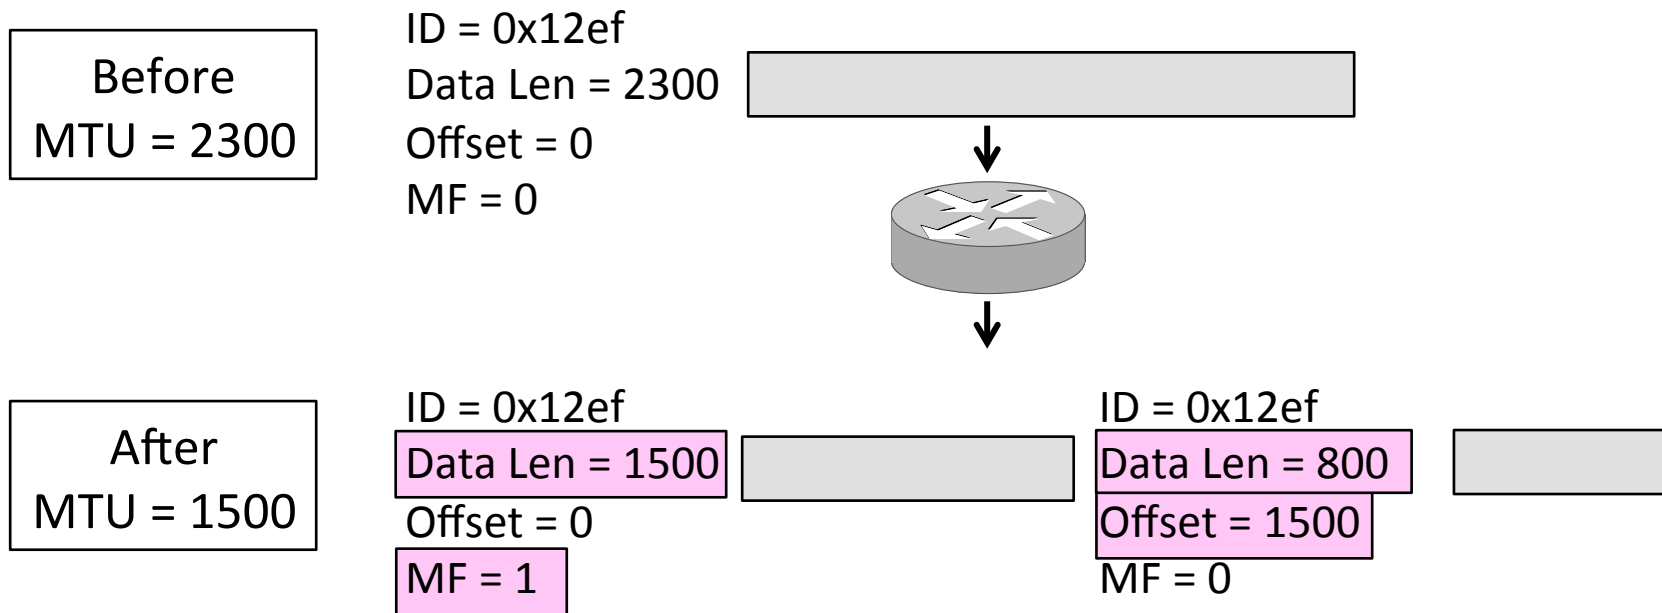 Before
MTU = 2300
ID = 0x12ef
Data Len = 2300
Offset = 0
MF = 0
After
MTU = 1500
ID = 0x12ef
Data Len = 1500
Offset = 0
MF = 1
ID = 0x12ef
Data Len = 800
Offset = 1500
MF = 0